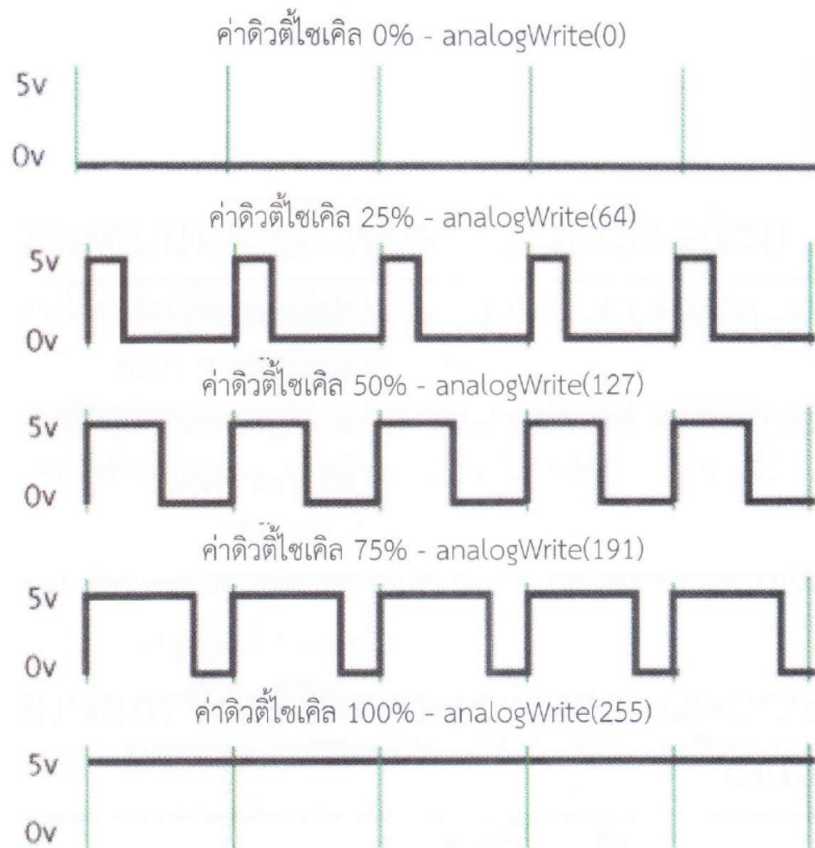 ค่าดิวตี้ไซเคิล 0% - analogWrite(0)
5v
0v
ค่าดิวตี้ไซเคิล 25% - analogWrite(64)
5v
0v
ค่าดิวตี้ไซเคิล 50% - analogWrite(127)
5v
0v
ค่าดิวตี้ไซเคิล 75% - analogWrite(191)
5v
0v
ค่าดิวตี้ไซเคิล 100% - analogWrite(255)
5v
0v